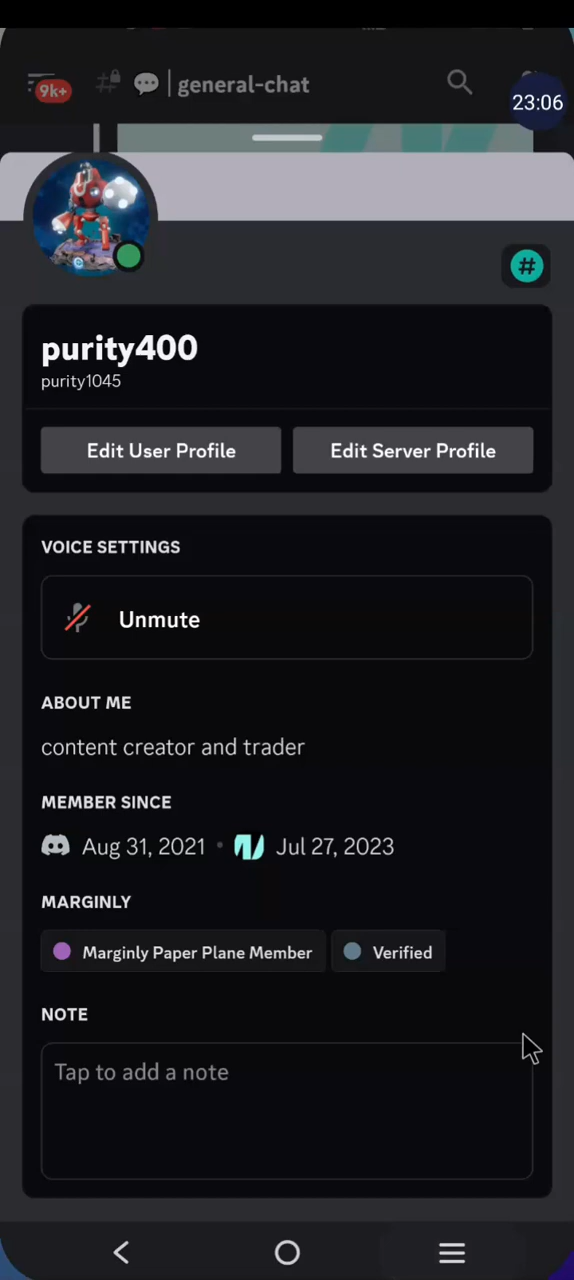 9k+
general-chat
23:06
#
purity400
purity1045
Edit User Profile
Edit Server Profile
VOICE SETTINGS
Unmute
ABOUT ME
content creator and trader
MEMBER SINCE
Aug 31, 2021 • Jul 27, 2023
MARGINLY
Marginly Paper Plane Member
Verified
NOTE
Tap to add a note